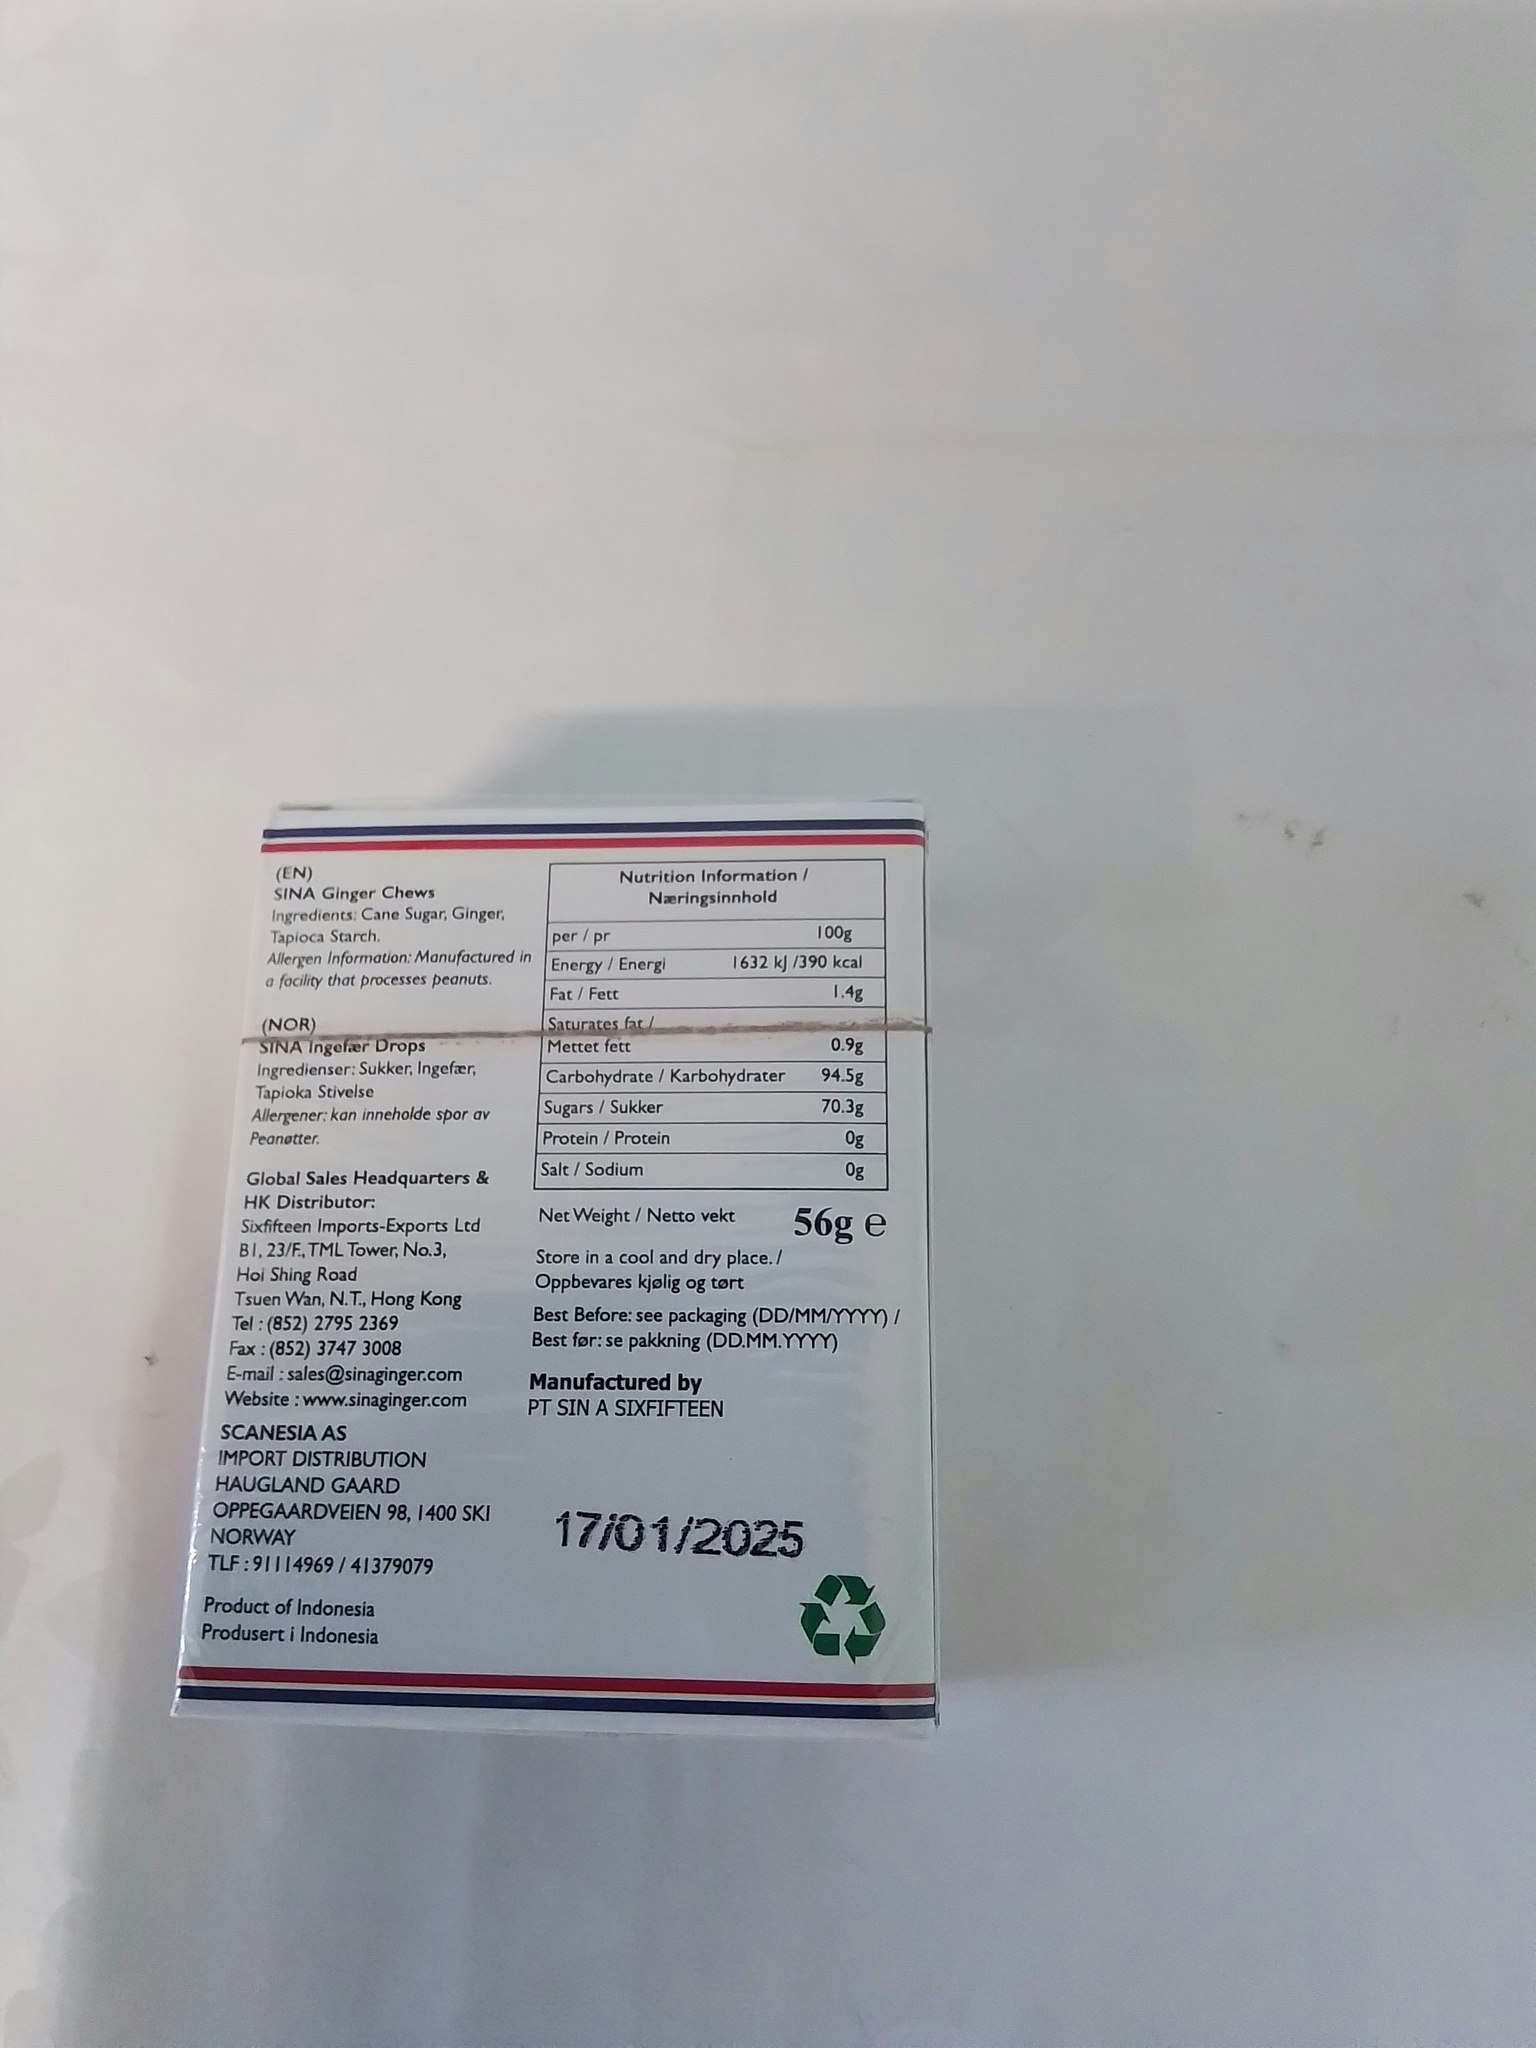 (EN)
SINA Ginger Chews
Ingredients: Cane Sugar, Ginger,
Tapioca Starch.
Allergen Information: Manufactured in
a facility that processes peanuts.
(NOR)
SINA Ingefær Drops
Ingredienser: Sukker, Ingefær,
Tapioka Stivelse
Allergener: kan inneholde spor av
Peanøtter.
Global Sales Headquarters &
HK Distributor:
Sixfifteen Imports-Exports Ltd
B1, 23/F., TML Tower, No.3,
Hoi Shing Road
Tsuen Wan, N.T., Hong Kong
Tel : (852) 2795 2369
Fax : (852) 3747 3008
E-mail : sales@sinaginger.com
Website : www.sinaginger.com
SCANESIA AS
IMPORT DISTRIBUTION
HAUGLAND GAARD
OPPEGAARDVEIEN 98, 1400 SKI
NORWAY
TLF : 91114969 / 41379079
Product of Indonesia
Produsert i Indonesia
Nutrition Information /
Næringsinnhold
per / pr 100g
Energy / Energi 1632 kJ /390 kcal
Fat / Fett 1.4g
Saturates fat /
Mettet fett 0.9g
Carbohydrate / Karbohydrater 94.5g
Sugars / Sukker 70.3g
Protein / Protein 0g
Salt / Sodium 0g
Net Weight / Netto vekt 56g ℮
Store in a cool and dry place. /
Oppbevares kjølig og tørt
Best Before: see packaging (DD/MM/YYYY) /
Best før: se pakkning (DD.MM.YYYY)
Manufactured by
PT SIN A SIXFIFTEEN
17/01/2025